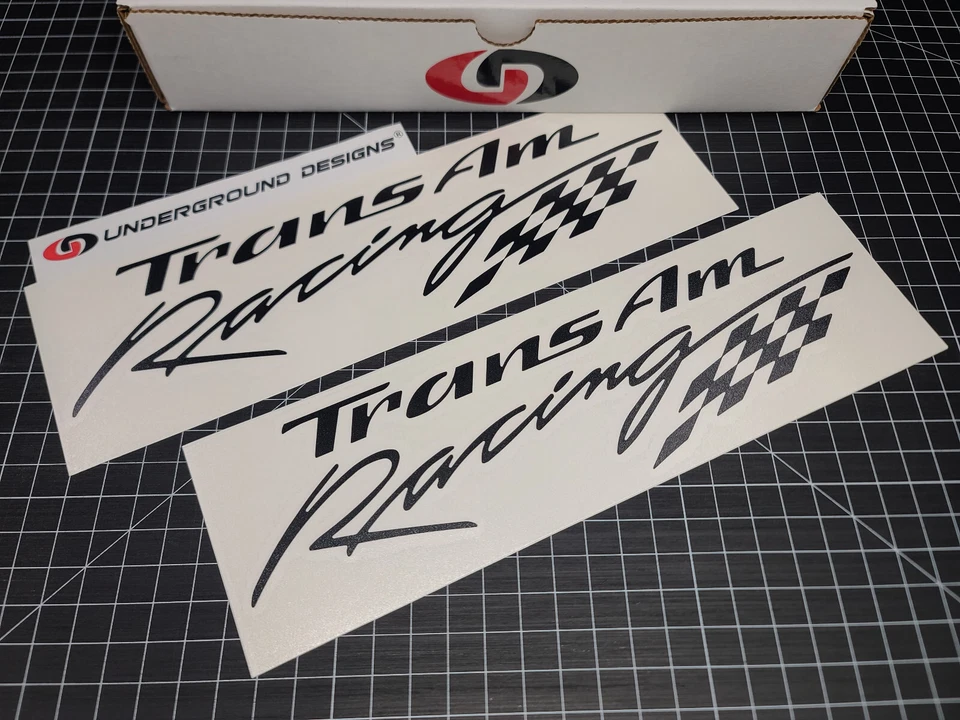 UNDERGROUND DESIGNS®
Trans Am
Racing
Trans Am
Racing